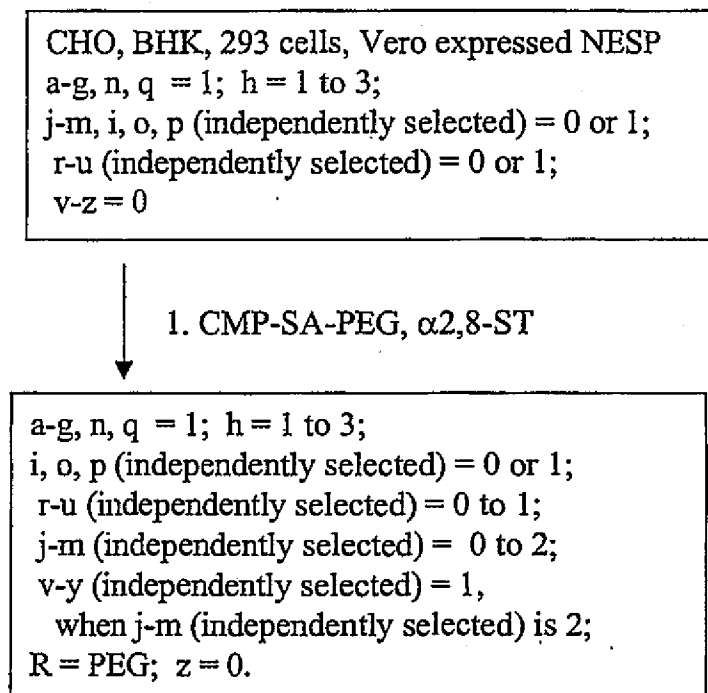 CHO, BHK, 293 cells, Vero expressed NESP
a-g, n, q = 1; h = 1 to 3;
j-m, i, o, p (independently selected) = 0 or 1;
r-u (independently selected) = 0 or 1;
v-z = 0
1. CMP-SA-PEG, α2,8-ST
a-g, n, q = 1; h = 1 to 3;
i, o, p (independently selected) = 0 or 1;
r-u (independently selected) = 0 to 1;
j-m (independently selected) = 0 to 2;
v-y (independently selected) = 1,
when j-m (independently selected) is 2;
R = PEG; z = 0.